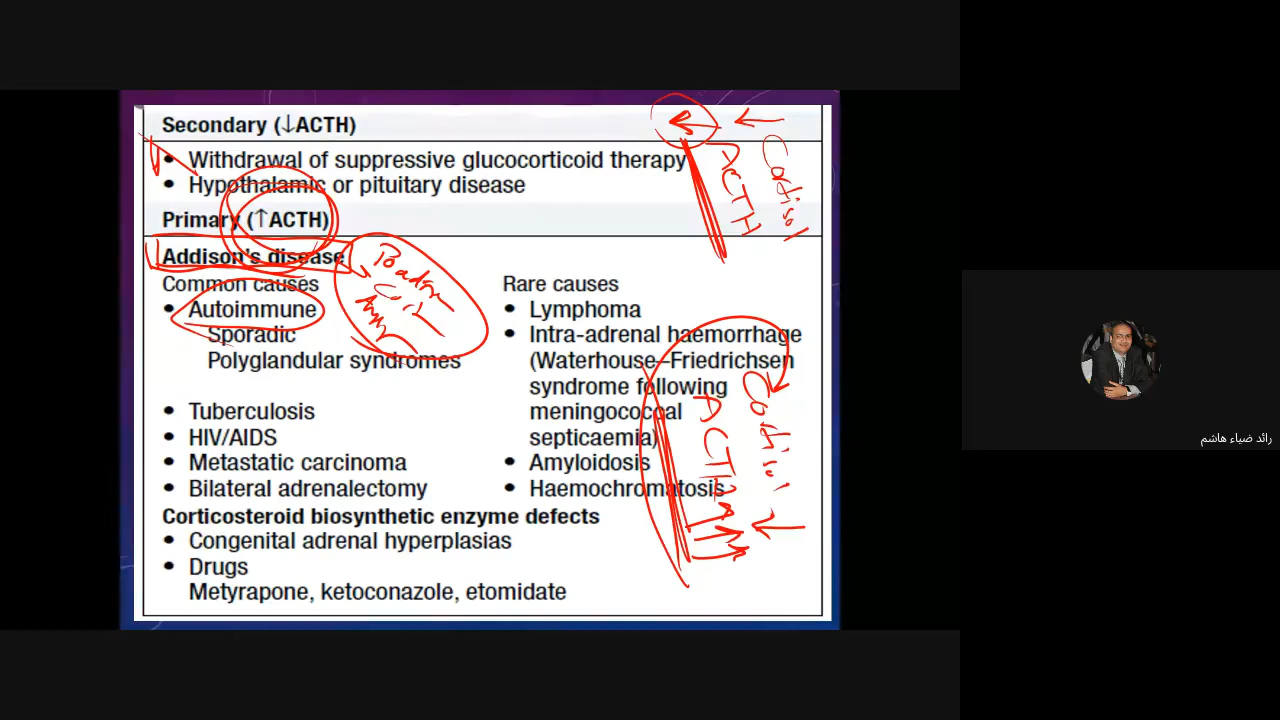 Secondary (↓ACTH)
• Withdrawal of suppressive glucocorticoid therapy
• Hypothalamic or pituitary disease
Primary (↑ACTH)
Addison's disease
Common causes
• Autoimmune
Sporadic
Polyglandular syndromes
• Tuberculosis
• HIV/AIDS
• Metastatic carcinoma
• Bilateral adrenalectomy
Rare causes
• Lymphoma
• Intra-adrenal haemorrhage
(Waterhouse–Friedrichsen
syndrome following
meningococcal
septicaemia)
• Amyloidosis
• Haemochromatosis
Corticosteroid biosynthetic enzyme defects
• Congenital adrenal hyperplasias
• Drugs
Metyrapone, ketoconazole, etomidate
Cortisol
ACTH
Cortisol
ACTH
رائد ضياء هاشم